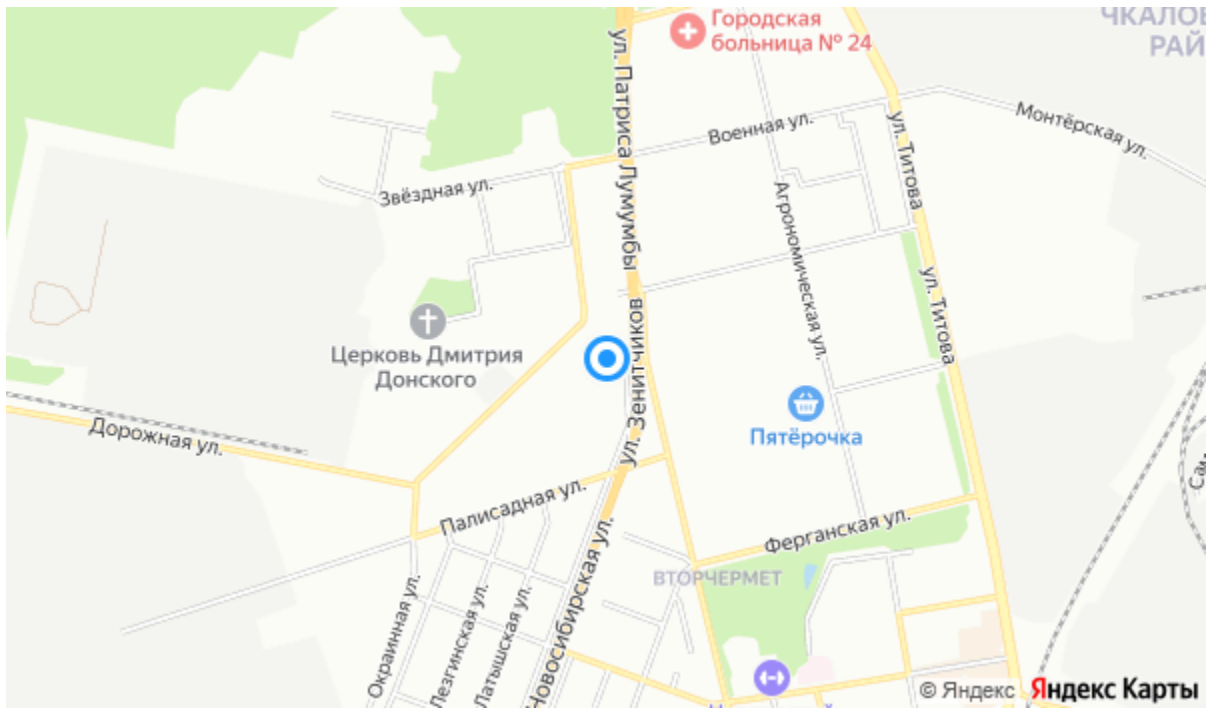 ЧКАЛОВ
РАЙ
Городская
больница № 24
ул. Патриса Лумумбы
Военная ул.
ул. Титова
Монтёрская ул.
Звёздная ул.
Агрономическая ул.
ул. Титова
Церковь Дмитрия
Донского
ул. Зенитчиков
Пятёрочка
Дорожная ул.
Сам
Палисадная ул.
Ферганская ул.
ВТОРЧЕРМЕТ
Окраинная ул.
Лезгинская ул.
Латышская ул.
Новосибирская ул.
© Яндекс Яндекс Карты